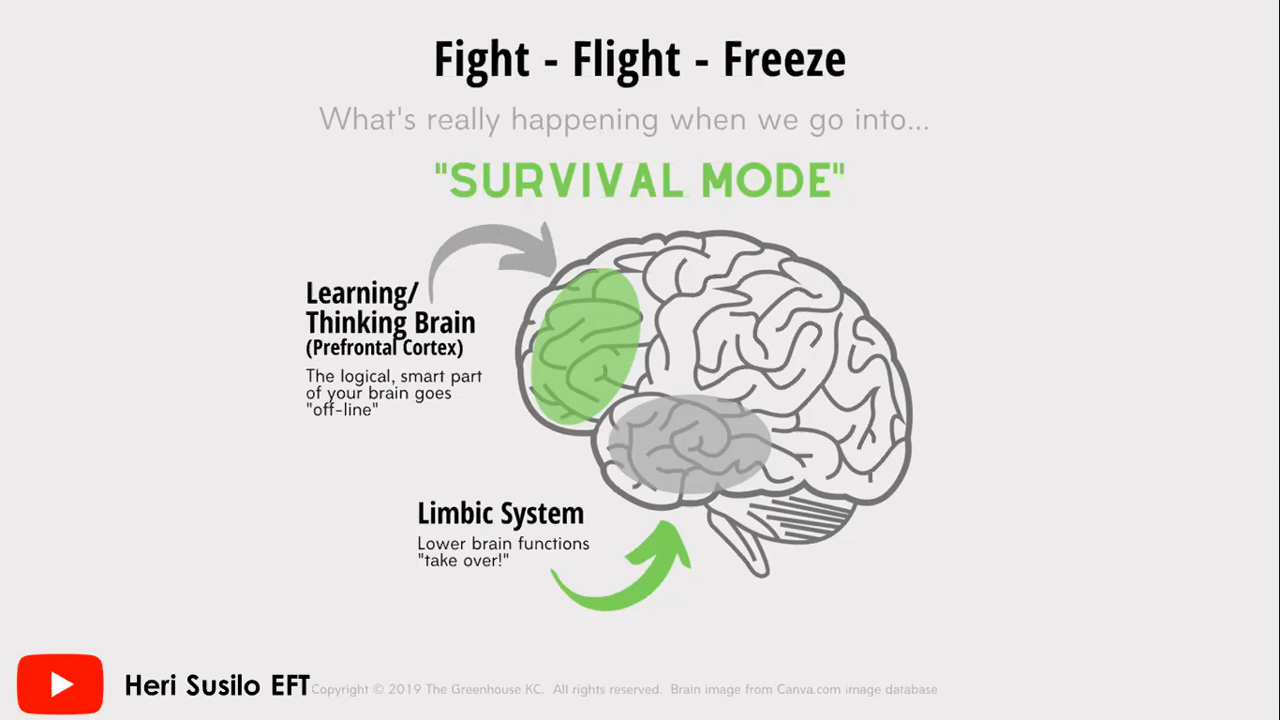 Fight - Flight - Freeze
What's really happening when we go into...
"SURVIVAL MODE"
Learning/
Thinking Brain
(Prefrontal Cortex)
The logical, smart part
of your brain goes
"off-line"
Limbic System
Lower brain functions
"take over!"
Heri Susilo EFT
Copyright © 2019 The Greenhouse KC. All rights reserved. Brain image from Canva.com image database